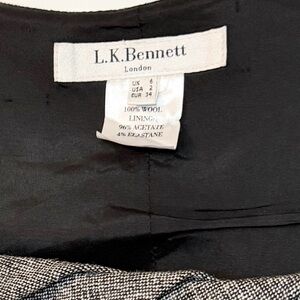 L.K.Bennett
London
UK 6
USA 2
EUR 34
100% WOOL
LINING:
96% ACETATE
4% ELASTANE